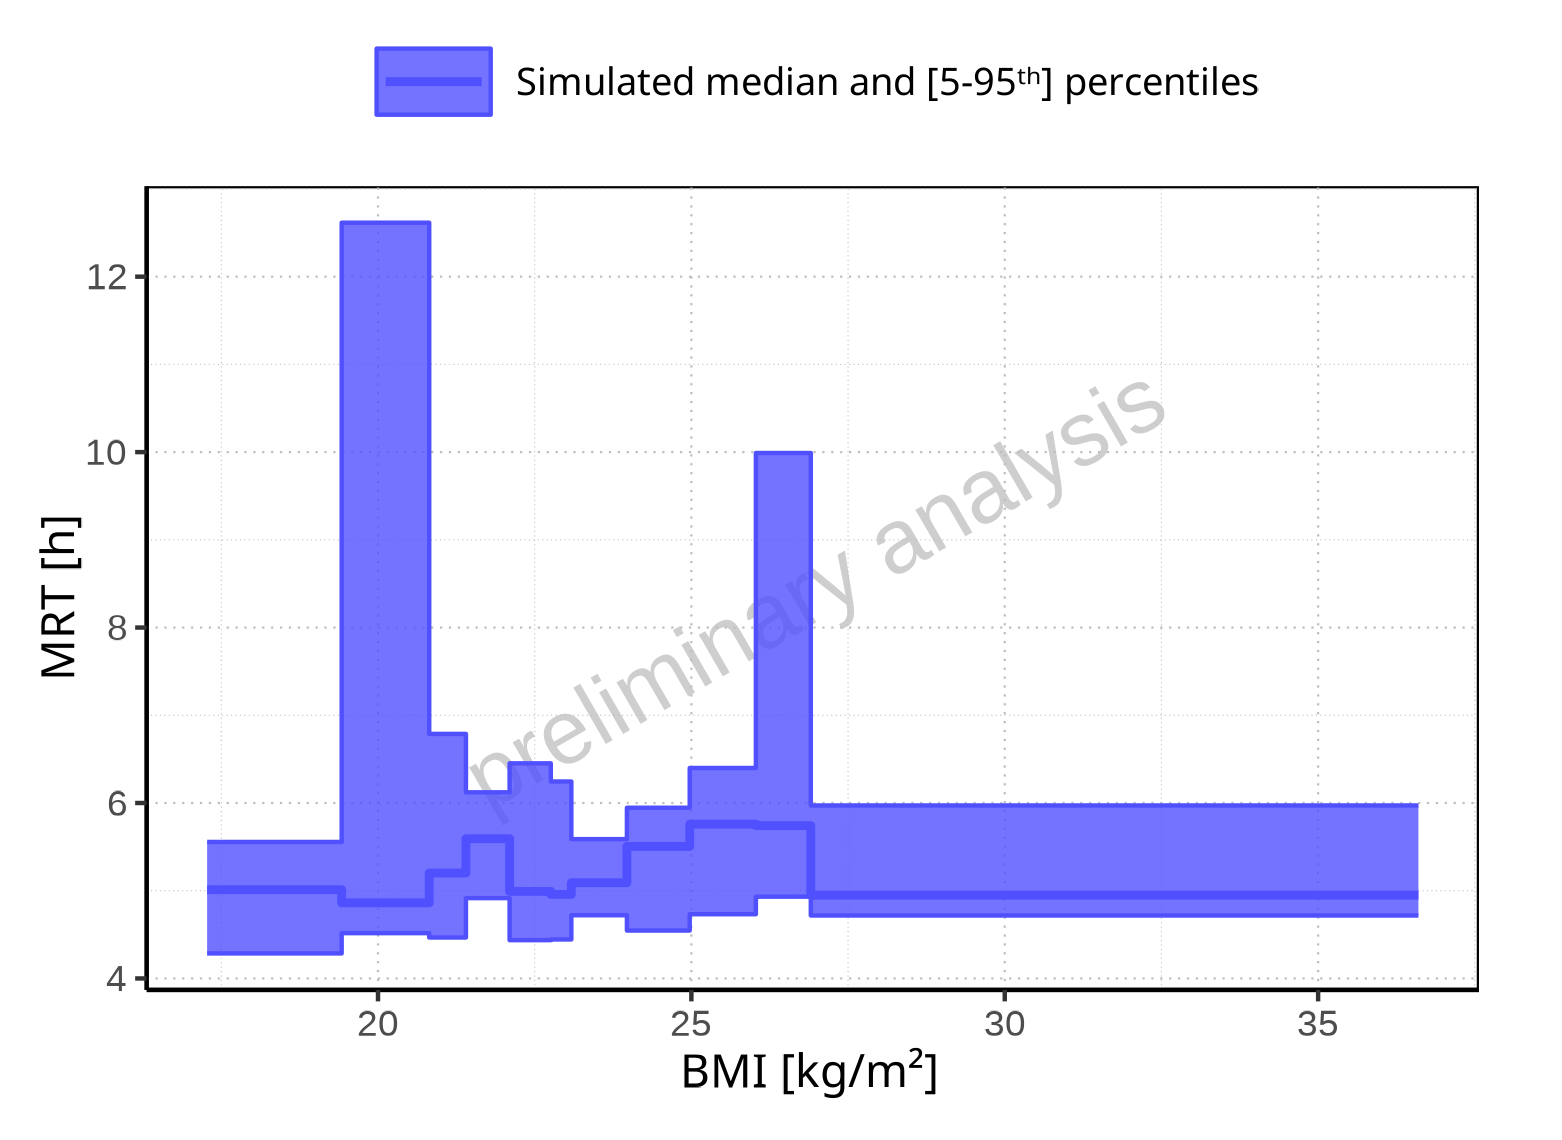 Simulated median and [5-95ᵗʰ] percentiles
12
10
8
6
4
MRT [h]
preliminary analysis
20 25 30 35
BMI [kg/m²]